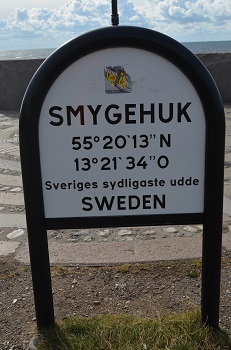 SMYGEHUK
55°20`13”N
13°21`34”O
Sveriges sydligaste udde
SWEDEN